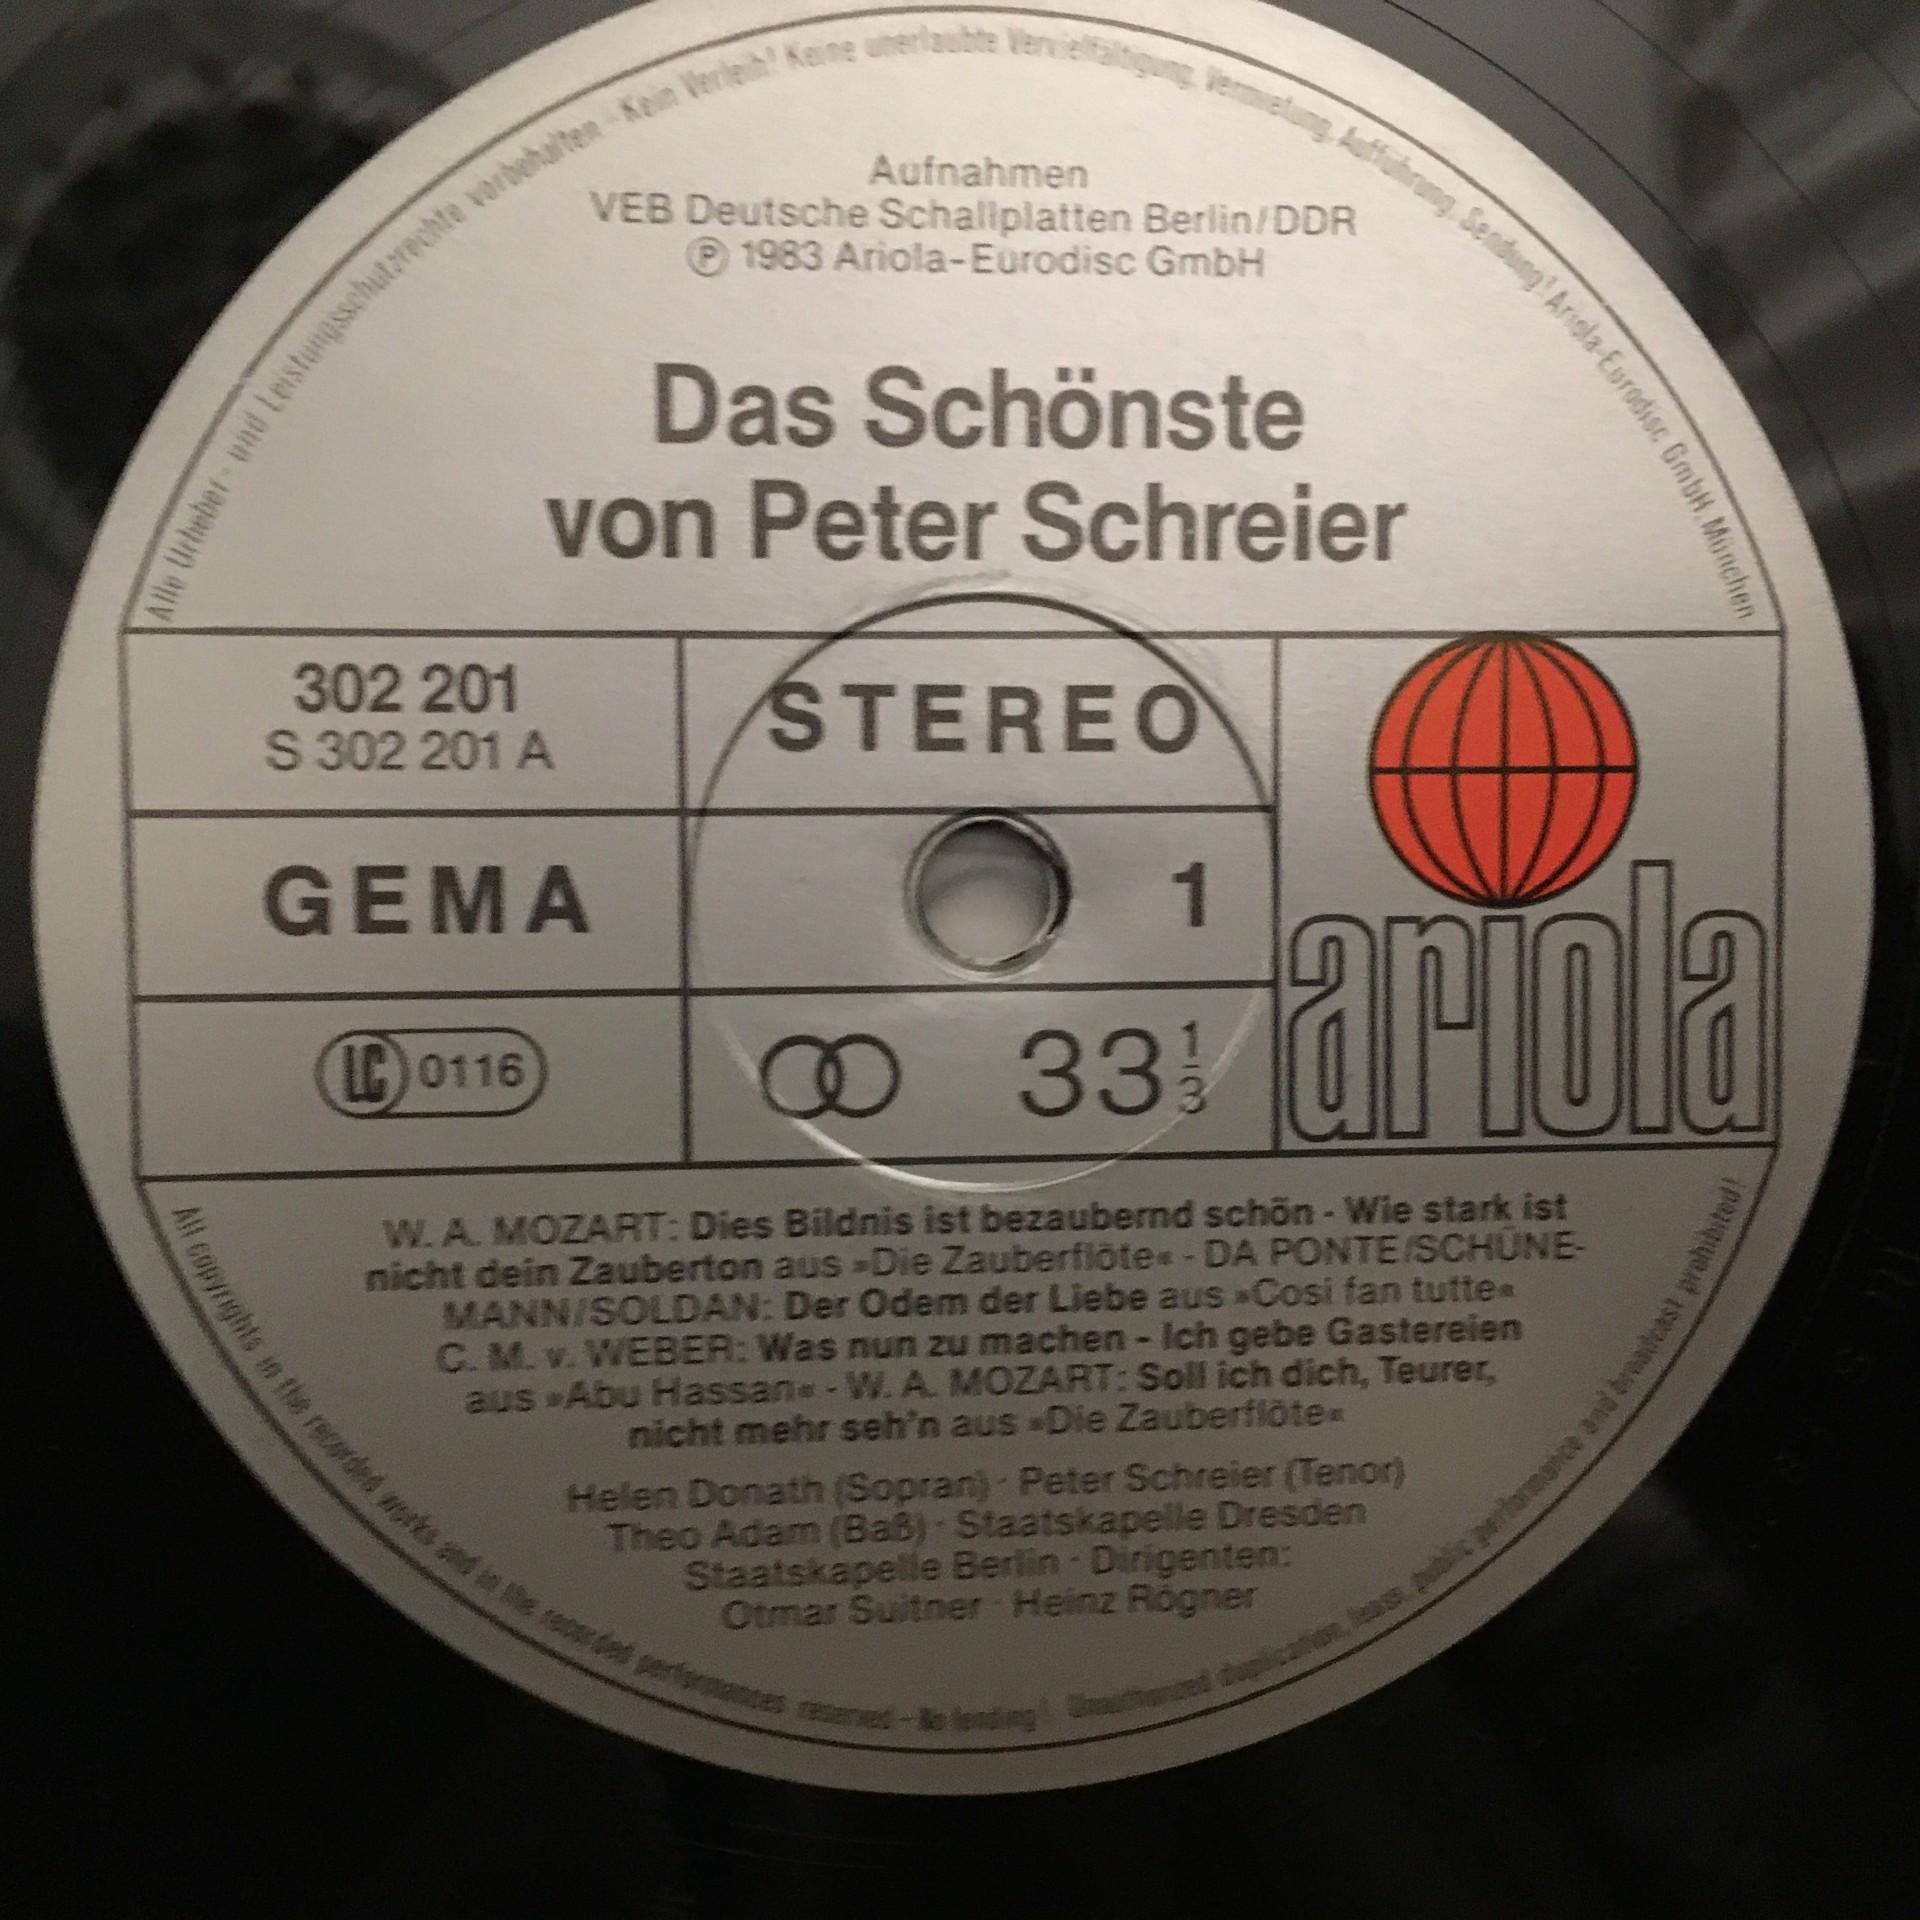 Alle Urheber- und Leistungsschutzrechte vorbehalten - Kein Verleih! Keine unerlaubte Vervielfältigung, Vermietung, Aufführung, Sendung! Ariola-Eurodisc GmbH, München
Aufnahmen
VEB Deutsche Schallplatten Berlin/DDR
Ⓟ 1983 Ariola-Eurodisc GmbH
Das Schönste
von Peter Schreier
302 201
S 302 201 A
STEREO
GEMA
1
LC 0116
33 1/3
ariola
W. A. MOZART: Dies Bildnis ist bezaubernd schön - Wie stark ist
nicht dein Zauberton aus »Die Zauberflöte« - DA PONTE/SCHÜNE-
MANN/SOLDAN: Der Odem der Liebe aus »Cosi fan tutte«
C. M. v. WEBER: Was nun zu machen - Ich gebe Gastereien
aus »Abu Hassan« - W. A. MOZART: Soll ich dich, Teurer,
nicht mehr seh'n aus »Die Zauberflöte«
Helen Donath (Sopran) · Peter Schreier (Tenor)
Theo Adam (Baß) · Staatskapelle Dresden
Staatskapelle Berlin · Dirigenten:
Otmar Suitner · Heinz Rögner
All copyrights in the recorded works and in the recorded performances reserved - No lending! Unauthorized duplication, lease, public performance and broadcast prohibited!